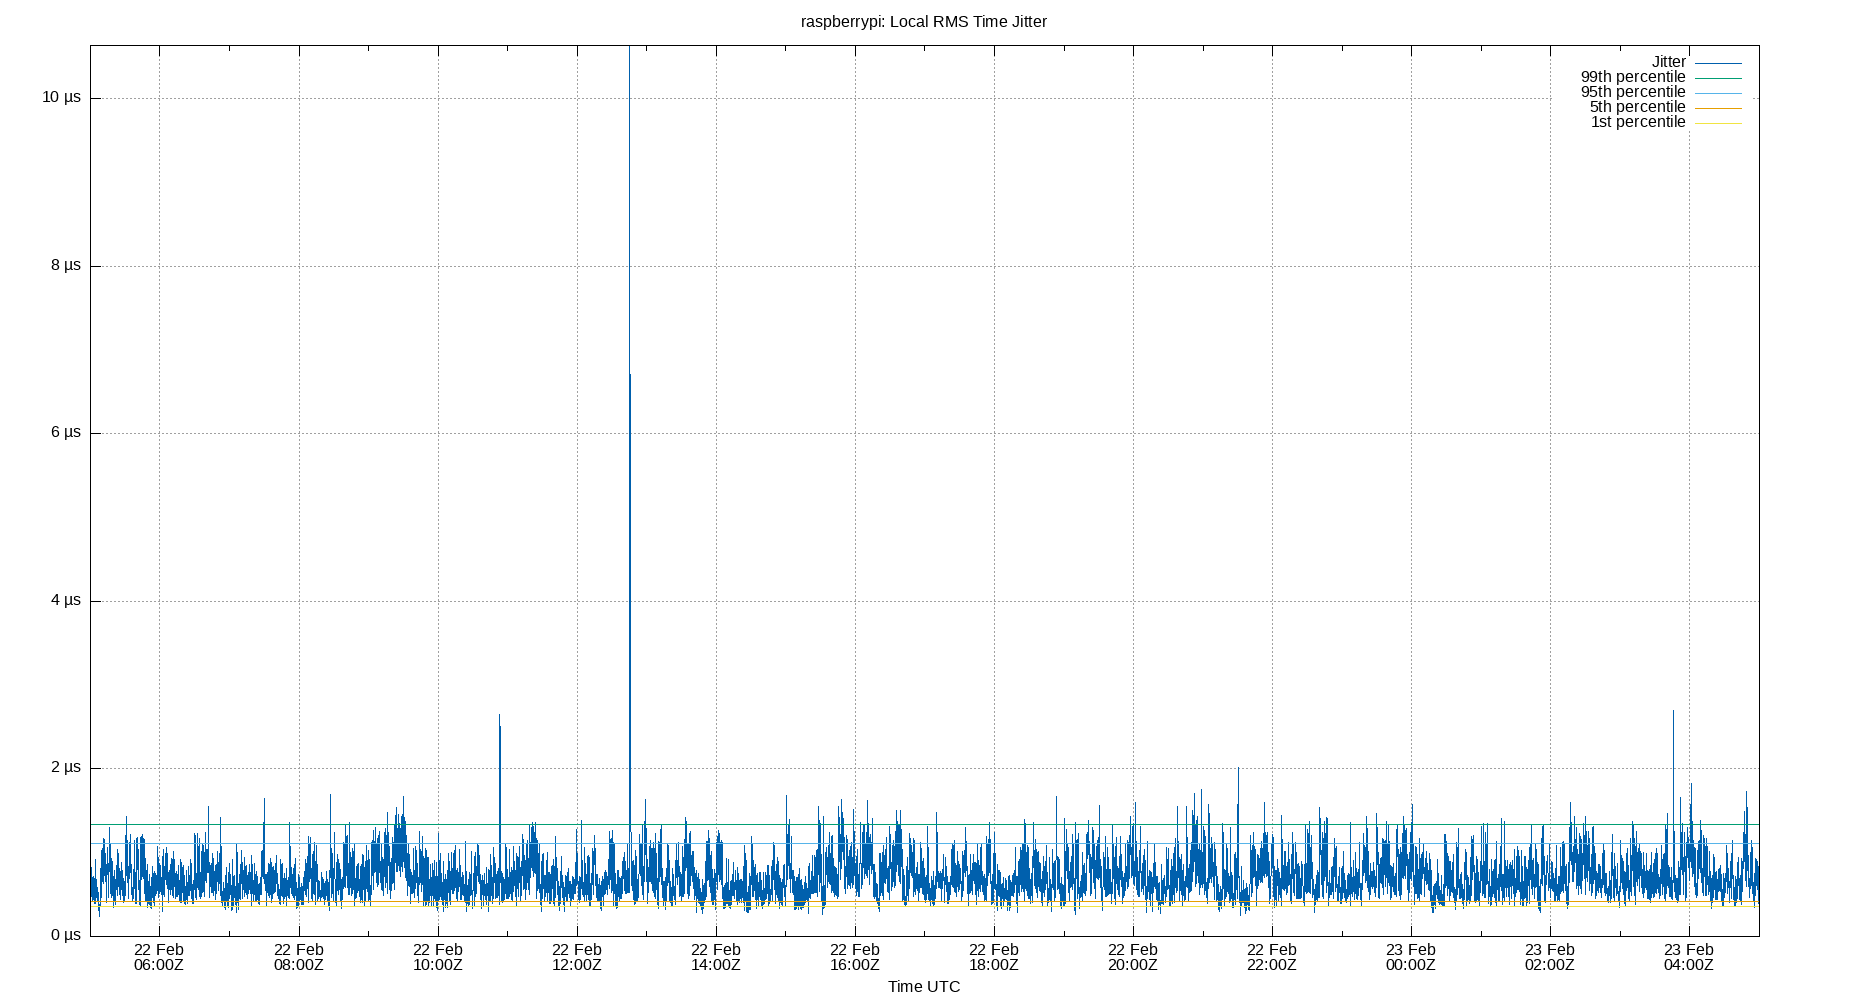 raspberrypi: Local RMS Time Jitter
Jitter
99th percentile
95th percentile
5th percentile
1st percentile
10 µs
8 µs
6 µs
4 µs
2 µs
0 µs
22 Feb 22 Feb 22 Feb 22 Feb 22 Feb 22 Feb 22 Feb 22 Feb 22 Feb 23 Feb 23 Feb 23 Feb
06:00Z 08:00Z 10:00Z 12:00Z 14:00Z 16:00Z 18:00Z 20:00Z 22:00Z 00:00Z 02:00Z 04:00Z
Time UTC